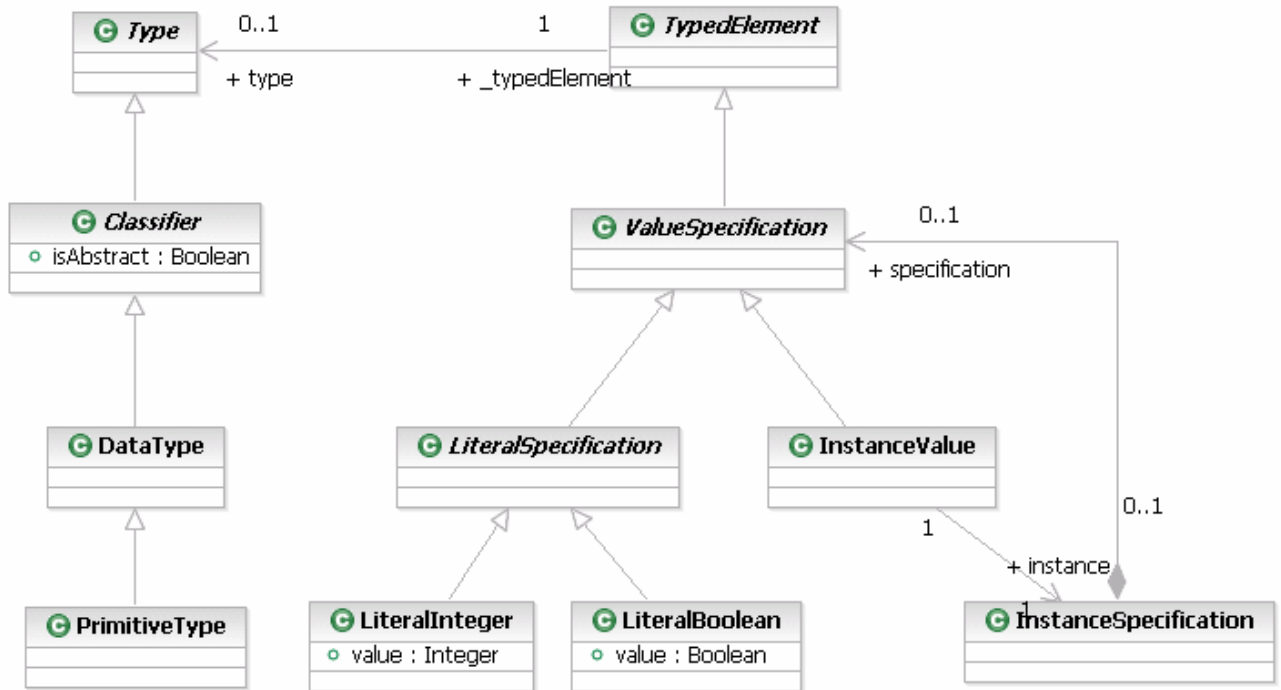 Type
0..1
1
TypedElement
+ type
+ _typedElement
Classifier
isAbstract : Boolean
ValueSpecification
0..1
+ specification
DataType
LiteralSpecification
InstanceValue
1
0..1
+ instance
1
PrimitiveType
LiteralInteger
value : Integer
LiteralBoolean
value : Boolean
InstanceSpecification